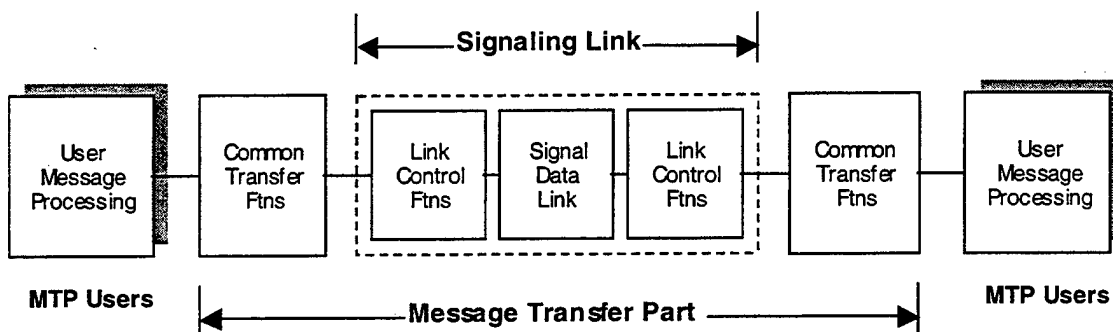 Signaling Link
User
Message
Processing
Common
Transfer
Ftns
Link
Control
Ftns
Signal
Data
Link
Link
Control
Ftns
Common
Transfer
Ftns
User
Message
Processing
MTP Users
Message Transfer Part
MTP Users